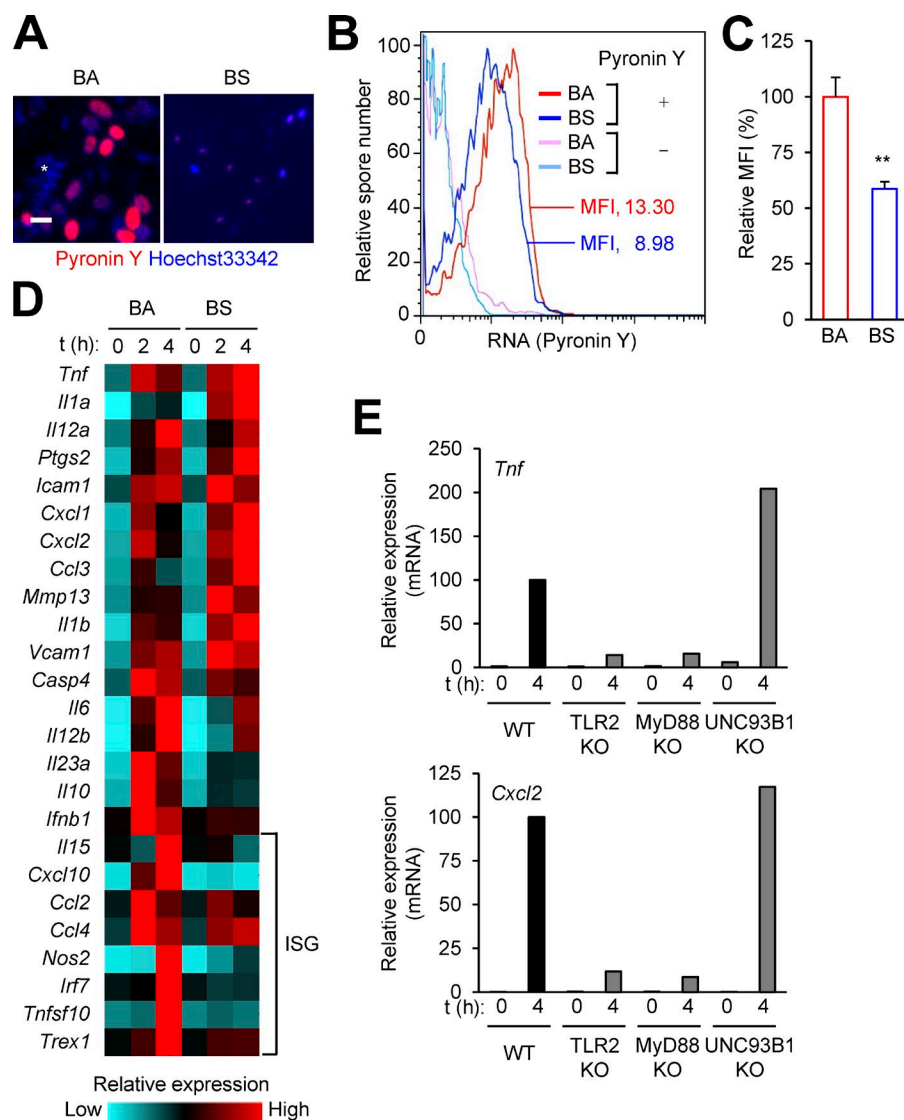 A
BA BS
*
Pyronin Y Hoechst33342
B
Relative spore number
100
80
60
40
20
0
0
Pyronin Y
BA
BS
+
BA
BS
−
MFI, 13.30
MFI, 8.98
RNA (Pyronin Y)
C
Relative MFI (%)
125
100
75
50
25
0
**
BA BS
D
BA BS
t (h): 0 2 4 0 2 4
Tnf
Il1a
Il12a
Ptgs2
Icam1
Cxcl1
Cxcl2
Ccl3
Mmp13
Il1b
Vcam1
Casp4
Il6
Il12b
Il23a
Il10
Ifnb1
Il15
Cxcl10
Ccl2
Ccl4
Nos2
Irf7
Tnfsf10
Trex1
ISG
Relative expression
Low High
E
Relative expression
(mRNA)
250
200
150
100
50
0
Tnf
t (h): 0 4 0 4 0 4 0 4
WT TLR2 MyD88 UNC93B1
KO KO KO
Relative expression
(mRNA)
125
100
75
50
25
0
Cxcl2
t (h): 0 4 0 4 0 4 0 4
WT TLR2 MyD88 UNC93B1
KO KO KO